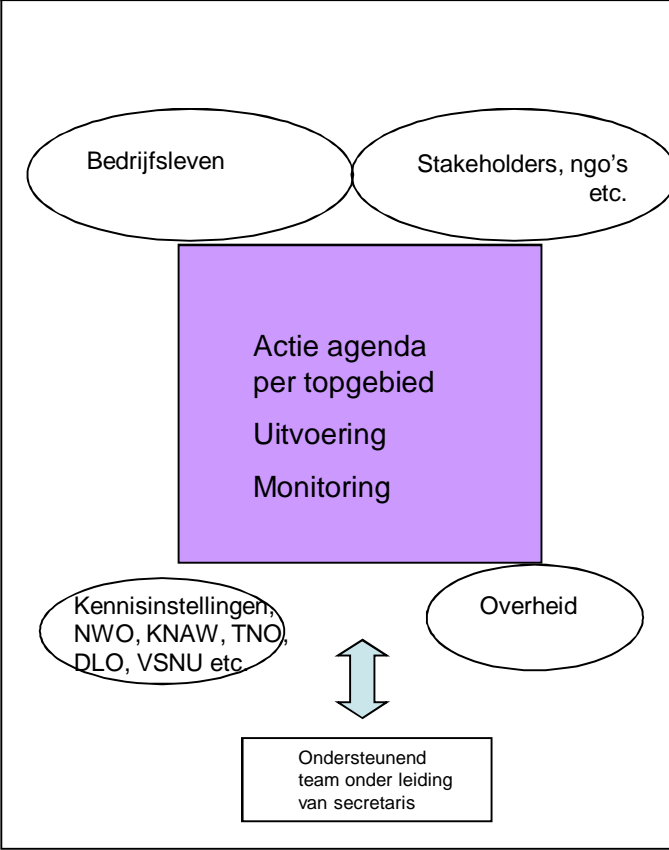 Bedrijfsleven
Stakeholders, ngo's
etc.
Actie agenda
per topgebied
Uitvoering
Monitoring
Kennisinstellingen,
NWO, KNAW, TNO,
DLO, VSNU etc.
Overheid
Ondersteunend
team onder leiding
van secretaris